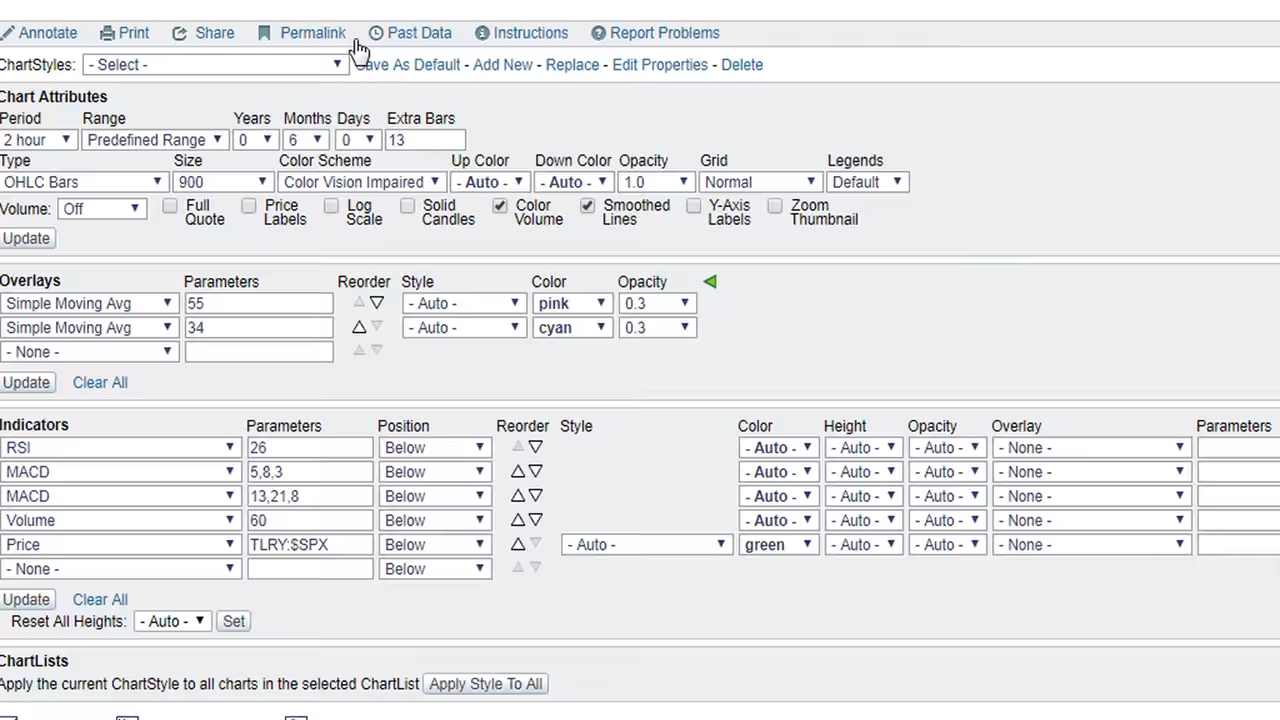 Annotate Print Share Permalink Past Data Instructions Report Problems
ChartStyles: - Select - Save As Default - Add New - Replace - Edit Properties - Delete
Chart Attributes
Period Range Years Months Days Extra Bars
2 hour Predefined Range 0 6 0 13
Type Size Color Scheme Up Color Down Color Opacity Grid Legends
OHLC Bars 900 Color Vision Impaired - Auto - - Auto - 1.0 Normal Default
Volume: Off Full Quote Price Labels Log Scale Solid Candles Color Volume Smoothed Lines Y-Axis Labels Zoom Thumbnail
Update
Overlays Parameters Reorder Style Color Opacity
Simple Moving Avg 55 - Auto - pink 0.3
Simple Moving Avg 34 - Auto - cyan 0.3
- None -
Update Clear All
Indicators Parameters Position Reorder Style Color Height Opacity Overlay Parameters
RSI 26 Below - Auto - - Auto - - Auto - - None -
MACD 5,8,3 Below - Auto - - Auto - - Auto - - None -
MACD 13,21,8 Below - Auto - - Auto - - Auto - - None -
Volume 60 Below - Auto - - Auto - - Auto - - None -
Price TLRY:$SPX Below - Auto - green - Auto - - Auto - - None -
- None - Below
Update Clear All
Reset All Heights: - Auto - Set
ChartLists
Apply the current ChartStyle to all charts in the selected ChartList Apply Style To All